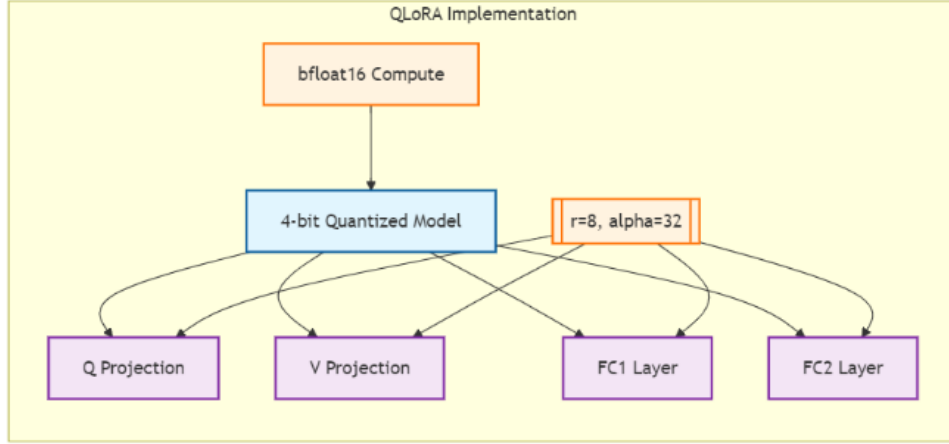 QLoRA Implementation
bfloat16 Compute
4-bit Quantized Model
r=8, alpha=32
Q Projection
V Projection
FC1 Layer
FC2 Layer